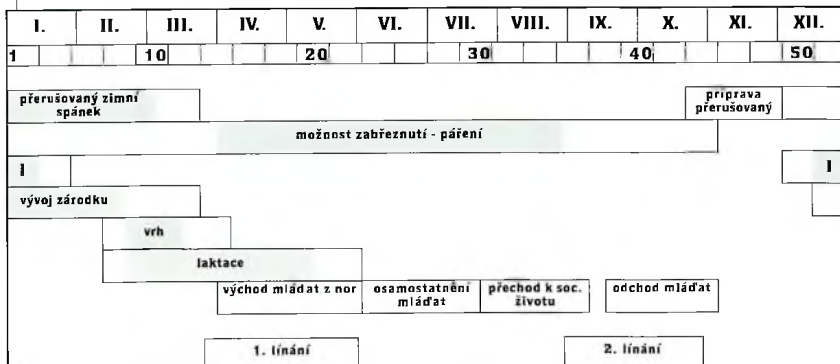 I. II. III. IV. V. VI. VII. VIII. IX. X. XI. XII.
1 10 20 30 40 50
přerušovaný zimní
spánek
príprava
přerušovaný
možnost zabřeznutí - páření
I I
vývoj zárodku
vrh
laktace
východ mláďat z nor
osamostatnění
mláďat
přechod k soc.
životu
odchod mláďat
1. línání 2. línání